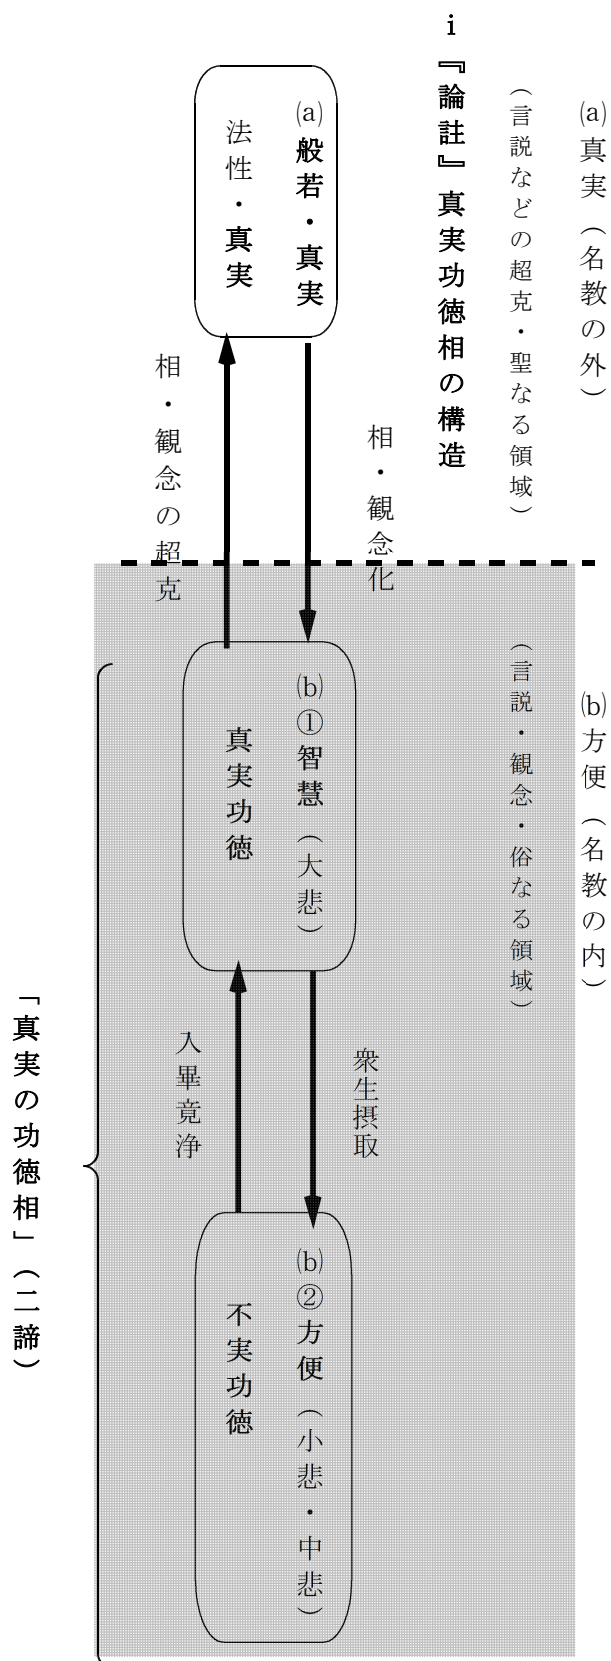 (a)真実（名教の外）
(b)方便（名教の内）
（言説などの超克・聖なる領域）
（言説・観念・俗なる領域）
ⅰ『論註』真実功徳相の構造
相・観念化
衆生摂取
(a)般若・真実
法性・真実
(b)①智慧（大悲）
真実功徳
(b)②方便（小悲・中悲）
不実功徳
相・観念の超克
入畢竟浄
「真実の功徳相」（二諦）